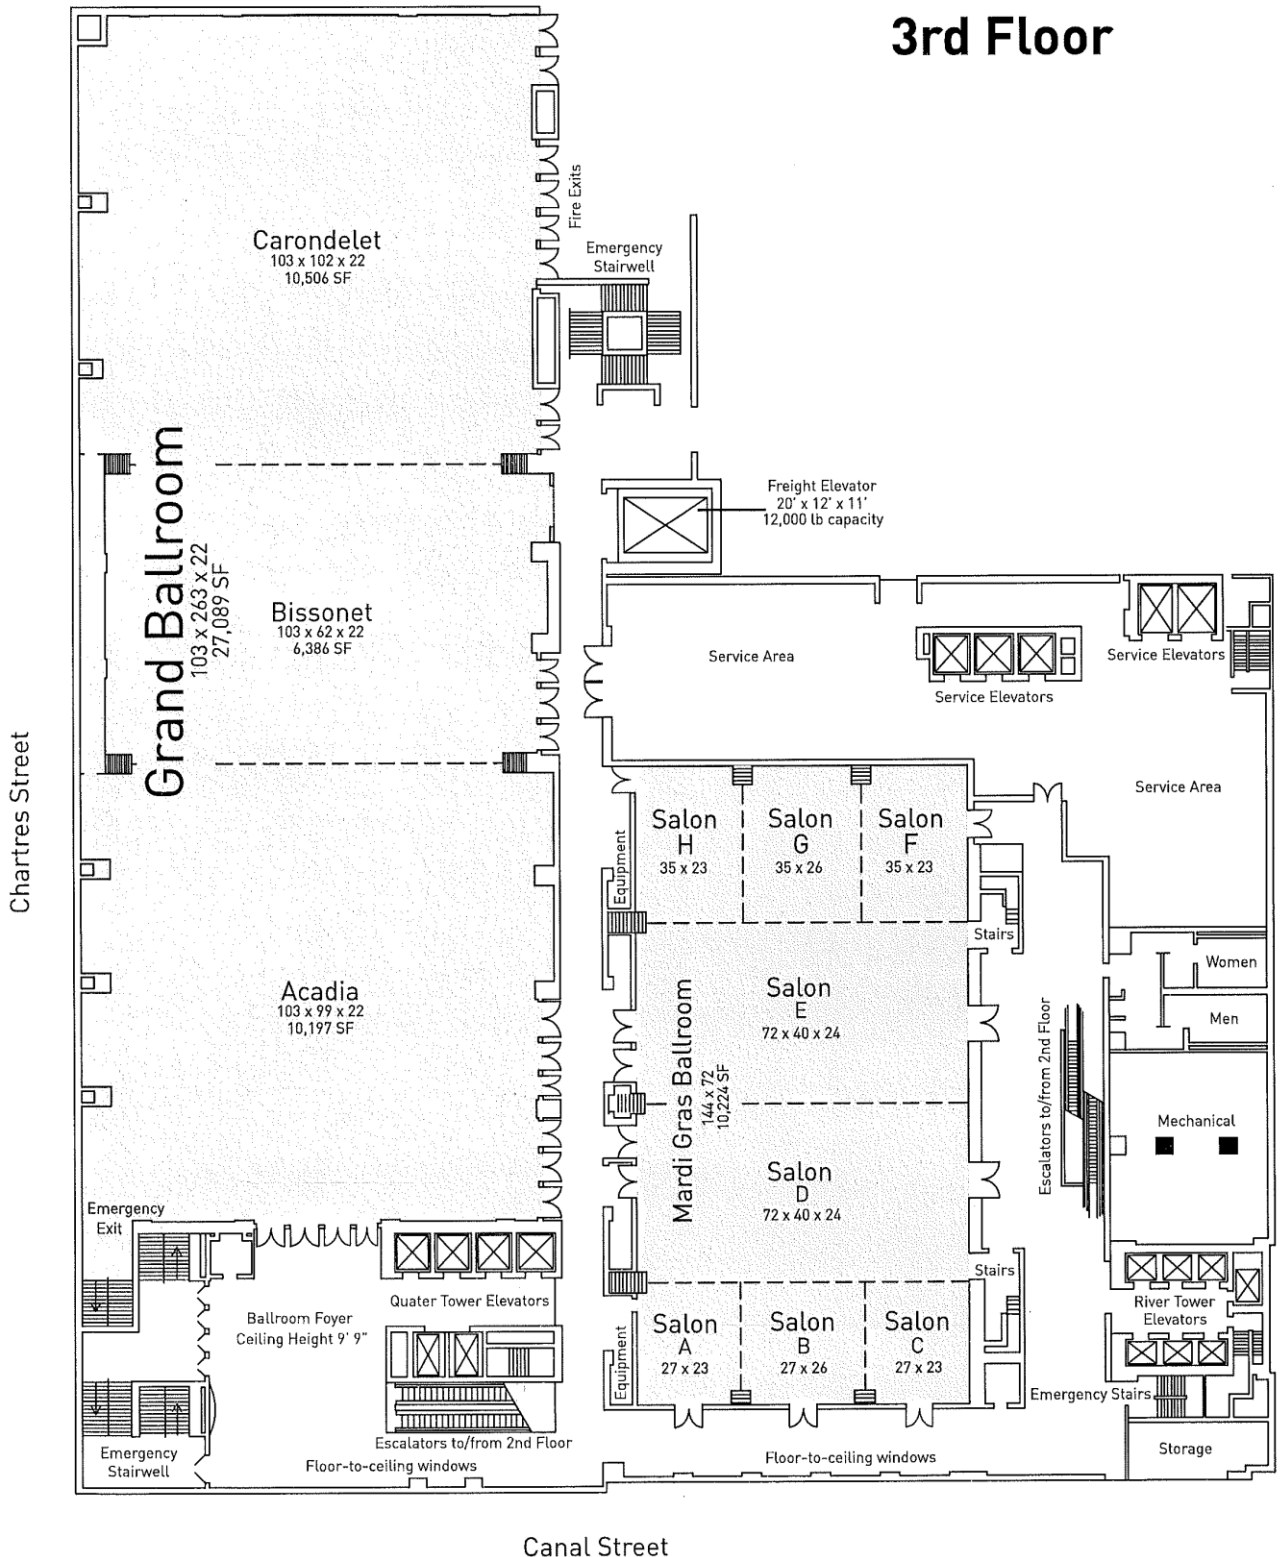 3rd Floor
Carondelet
103 x 102 x 22
10,506 SF
Fire Exits
Emergency
Stairwell
Freight Elevator
20' x 12' x 11'
12,000 lb capacity
Grand Ballroom
103 x 263 x 22
27,089 SF
Bissonet
103 x 62 x 22
6,386 SF
Service Area
Service Elevators
Service Elevators
Chartres Street
Service Area
Equipment
Salon
H
35 x 23
Salon
G
35 x 26
Salon
F
35 x 23
Stairs
Women
Men
Acadia
103 x 99 x 22
10,197 SF
Mardi Gras Ballroom
144 x 72
10,224 SF
Salon
E
72 x 40 x 24
Escalators to/from 2nd Floor
Mechanical
Salon
D
72 x 40 x 24
Emergency
Exit
Stairs
Quater Tower Elevators
Ballroom Foyer
Ceiling Height 9' 9"
River Tower
Elevators
Equipment
Salon
A
27 x 23
Salon
B
27 x 26
Salon
C
27 x 23
Emergency Stairs
Escalators to/from 2nd Floor
Emergency
Stairwell
Floor-to-ceiling windows
Floor-to-ceiling windows
Storage
Canal Street